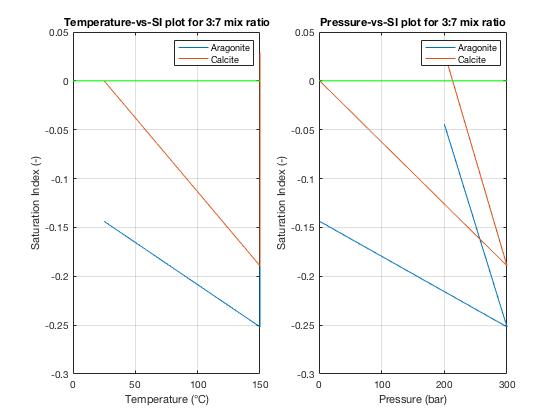 Temperature-vs-SI plot for 3:7 mix ratio
0.05
0
-0.05
-0.1
-0.15
-0.2
-0.25
-0.3
Saturation Index (-)
Aragonite
Calcite
0
50
100
150
Temperature (°C)
Pressure-vs-SI plot for 3:7 mix ratio
0.05
0
-0.05
-0.1
-0.15
-0.2
-0.25
-0.3
Saturation Index (-)
Aragonite
Calcite
0
100
200
300
Pressure (bar)